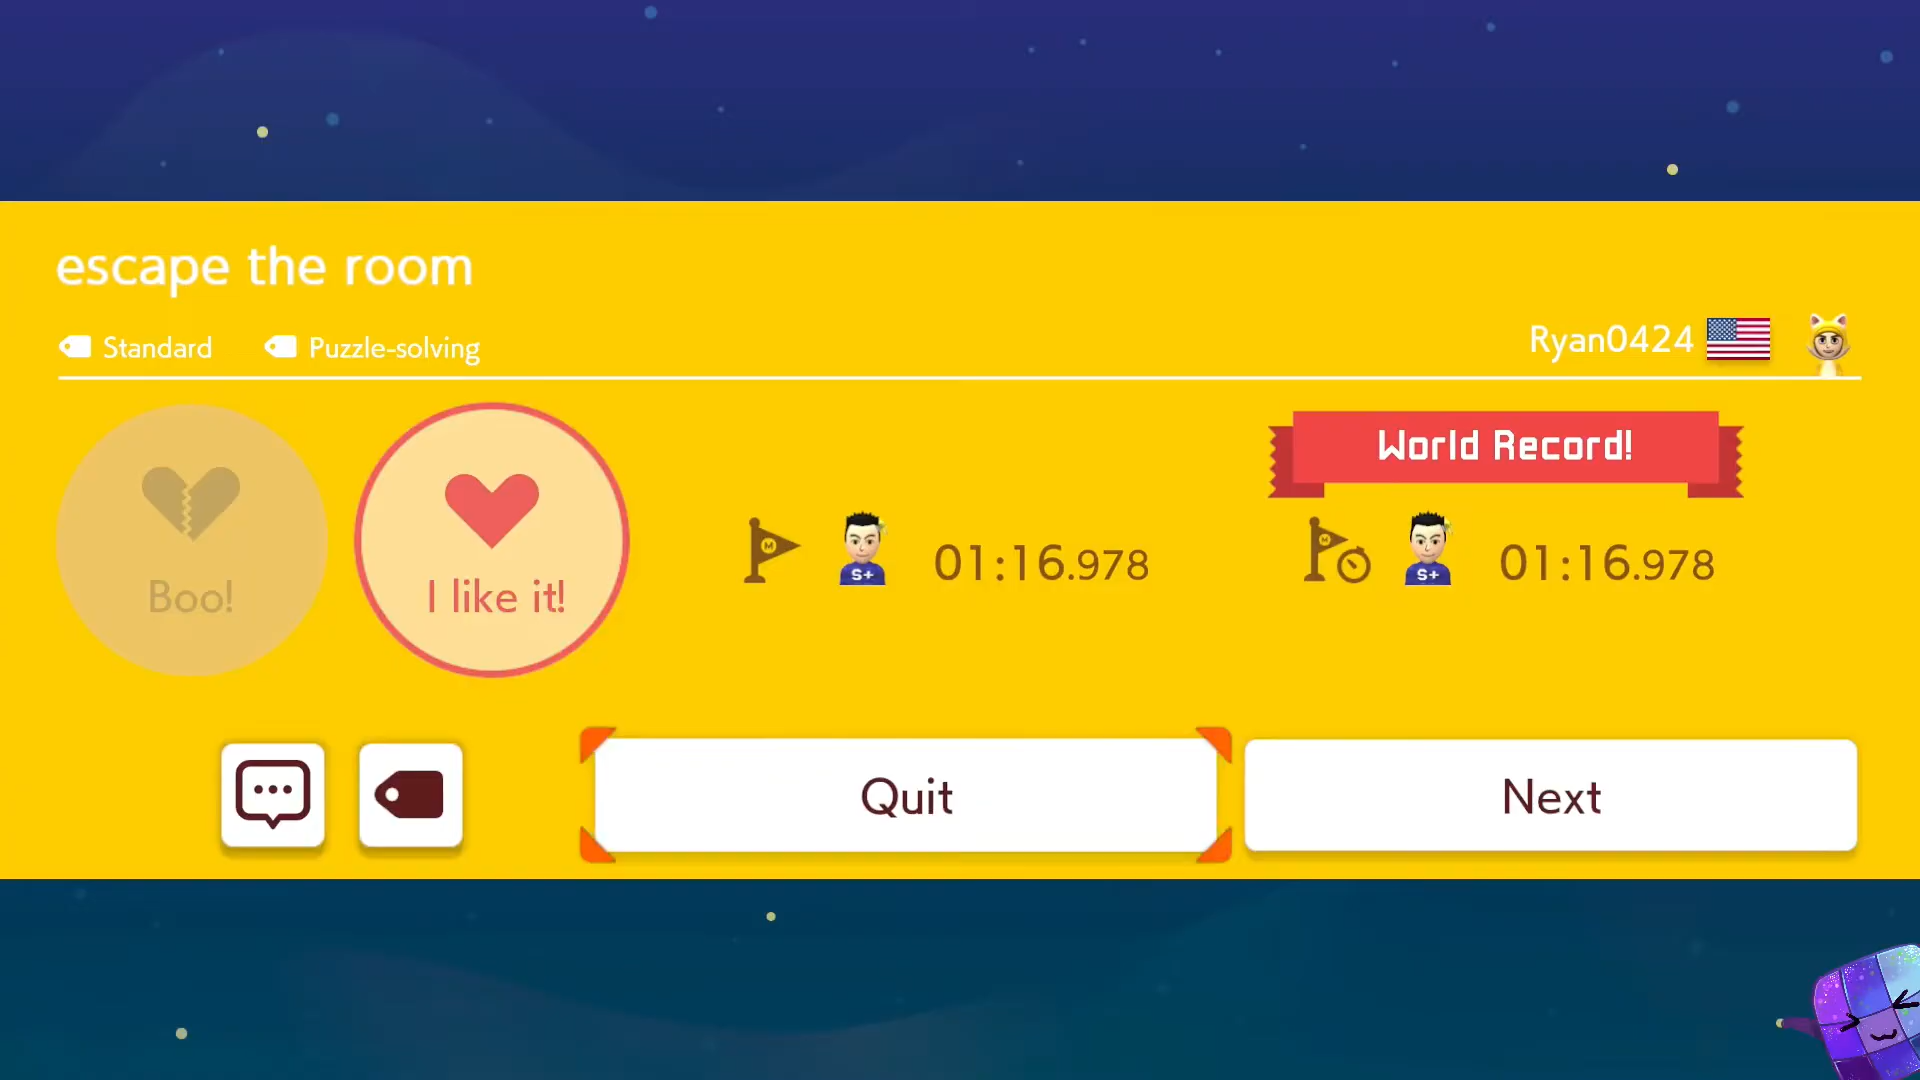 escape the room
Standard Puzzle-solving
Ryan0424
World Record!
Boo!
I like it!
M
S+
01:16.978
M
S+
01:16.978
Quit
Next